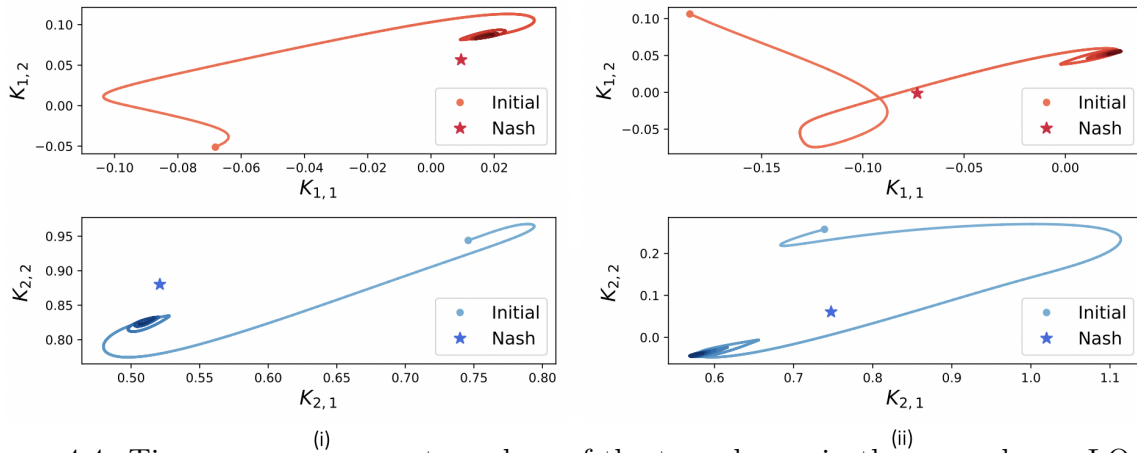 0.10
0.05
0.00
−0.05
K1,2
Initial
Nash
−0.10 −0.08 −0.06 −0.04 −0.02 0.00 0.02
K1,1
0.10
0.05
0.00
−0.05
K1,2
Initial
Nash
−0.15 −0.10 −0.05 0.00
K1,1
0.95
0.90
0.85
0.80
K2,2
Initial
Nash
0.50 0.55 0.60 0.65 0.70 0.75 0.80
K2,1
(i)
0.2
0.1
0.0
K2,2
Initial
Nash
0.6 0.7 0.8 0.9 1.0 1.1
K2,1
(ii)